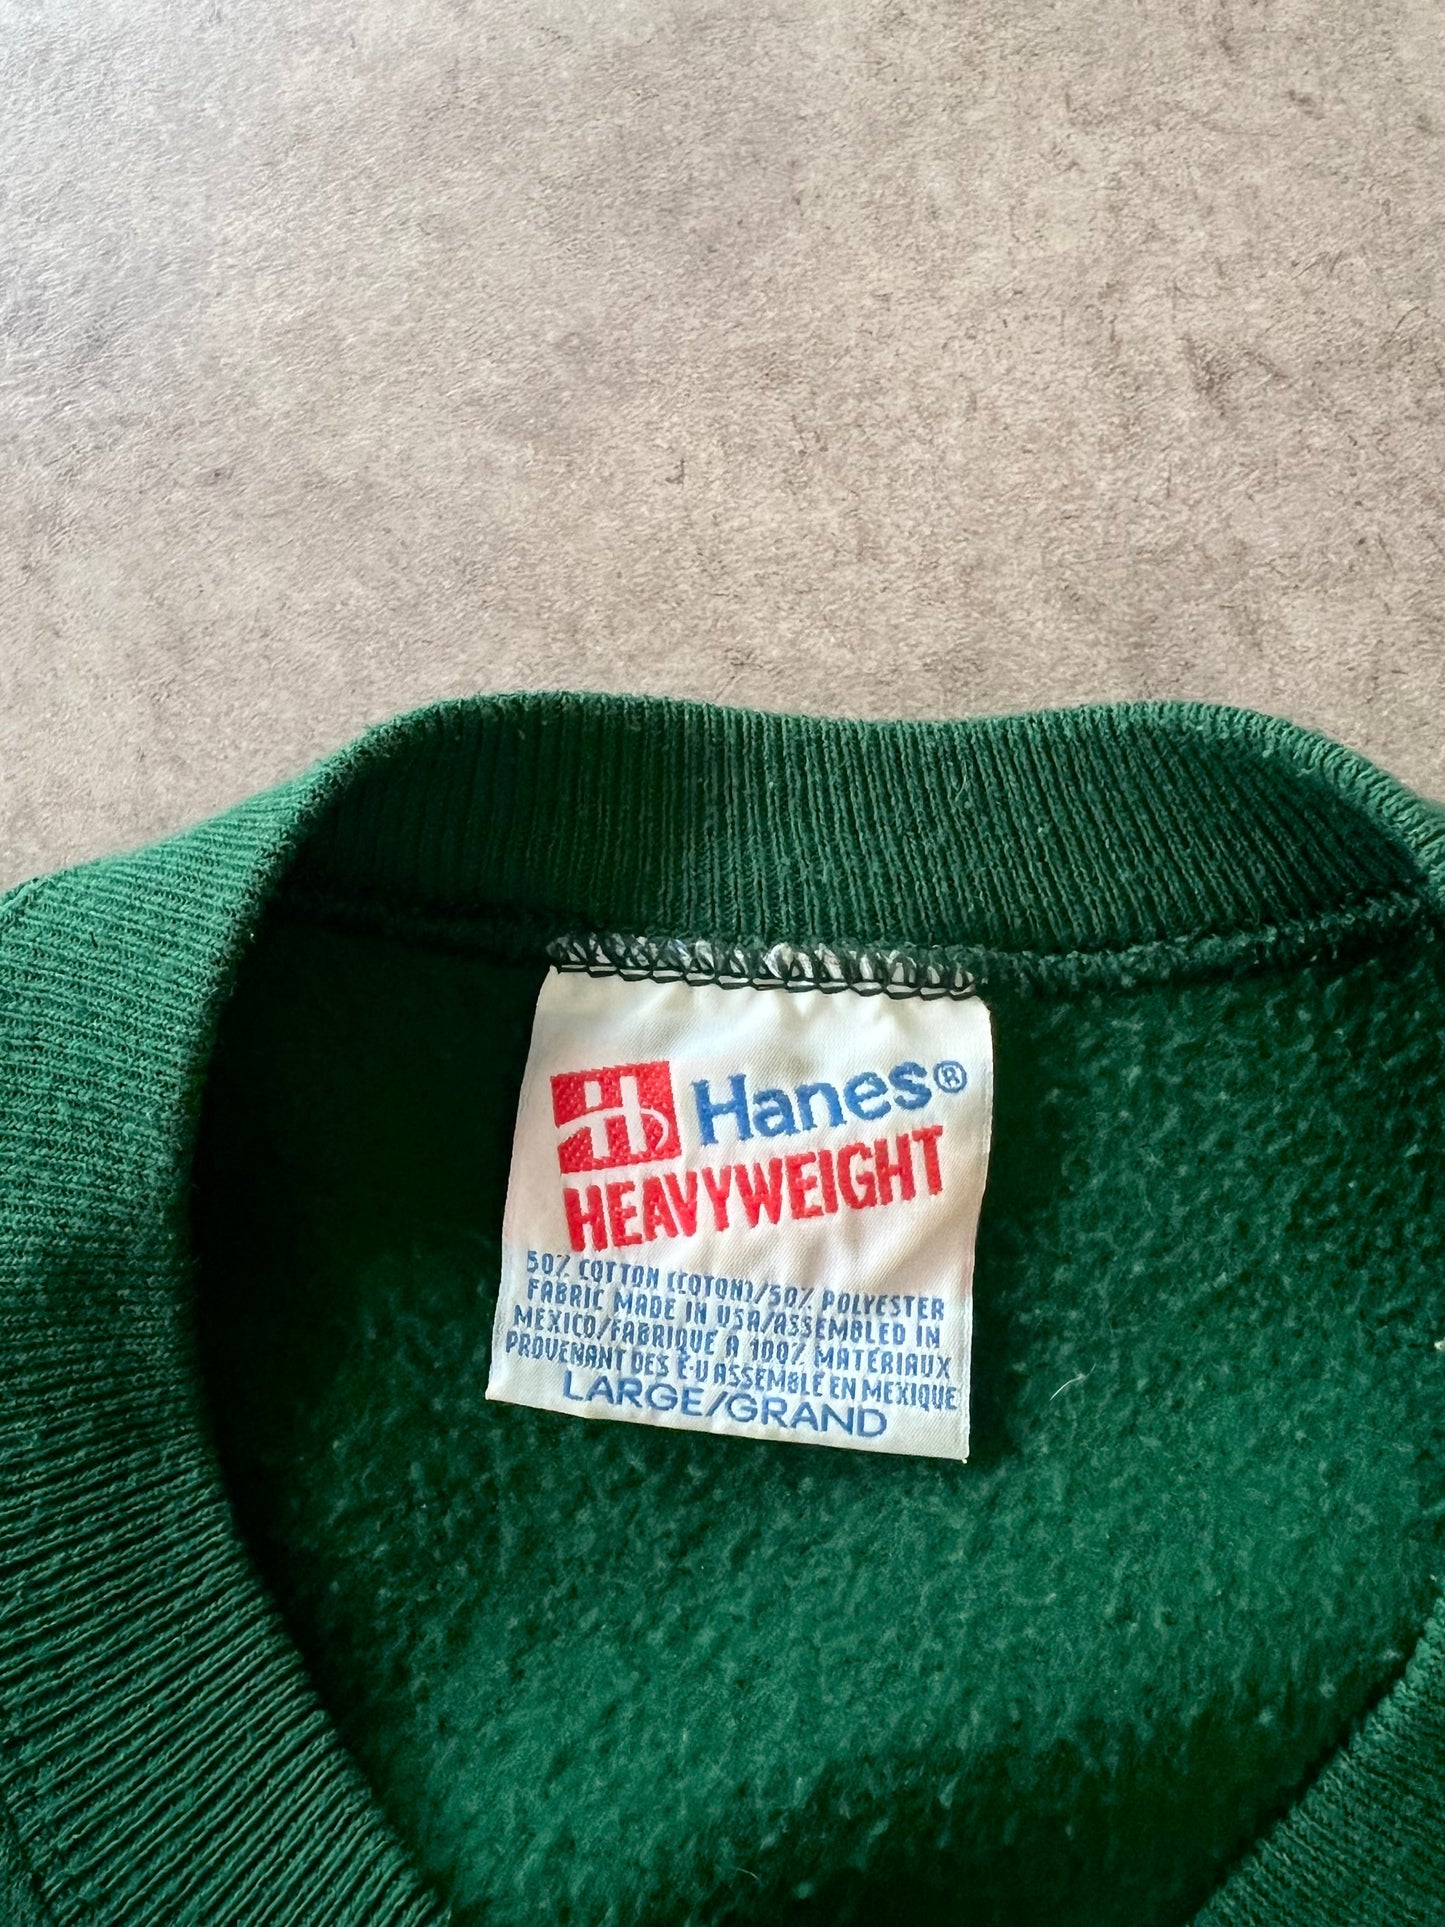 H Hanes®
HEAVYWEIGHT
50% COTTON (COTON)/50% POLYESTER
FABRIC MADE IN USA/ASSEMBLED IN
MEXICO/FABRIQUE A 100% MATERIAUX
PROVENANT DES É-U ASSEMBLÉ EN MEXIQUE
LARGE/GRAND